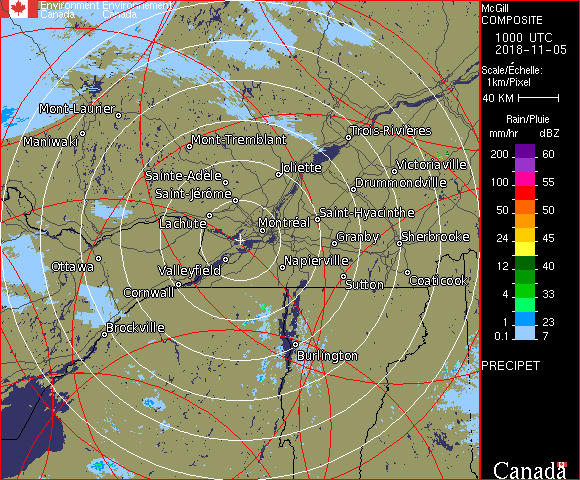 Environment Environnement
Canada Canada
Mont-Laurier
Maniwaki
Mont-Tremblant
Trois-Rivières
Joliette
Victoriaville
Sainte-Adèle
Drummondville
Saint-Jérôme
Saint-Hyacinthe
Lachute
Montréal
Granby
Sherbrooke
Ottawa
Valleyfield
Napierville
Sutton
Coaticook
Cornwall
Brockville
Burlington
McGill
COMPOSITE
1000 UTC
2018-11-05
Scale/Échelle:
1km/Pixel
40 KM
Rain/Pluie
mm/hr dBZ
200 60
100 55
50 50
24 45
12 40
4 33
1 23
0.1 7
PRECIPET
Canada